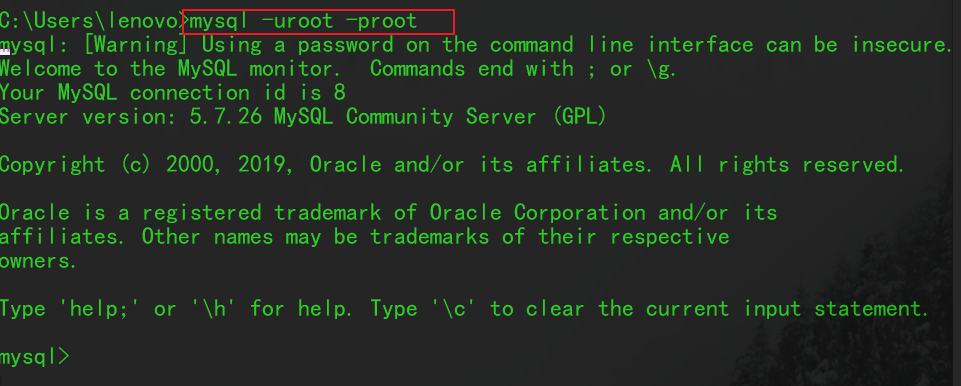 C:\Users\lenovo>mysql -uroot -proot
mysql: [Warning] Using a password on the command line interface can be insecure.
Welcome to the MySQL monitor.  Commands end with ; or \g.
Your MySQL connection id is 8
Server version: 5.7.26 MySQL Community Server (GPL)
Copyright (c) 2000, 2019, Oracle and/or its affiliates. All rights reserved.
Oracle is a registered trademark of Oracle Corporation and/or its
affiliates. Other names may be trademarks of their respective
owners.
Type 'help;' or '\h' for help. Type '\c' to clear the current input statement.
mysql>